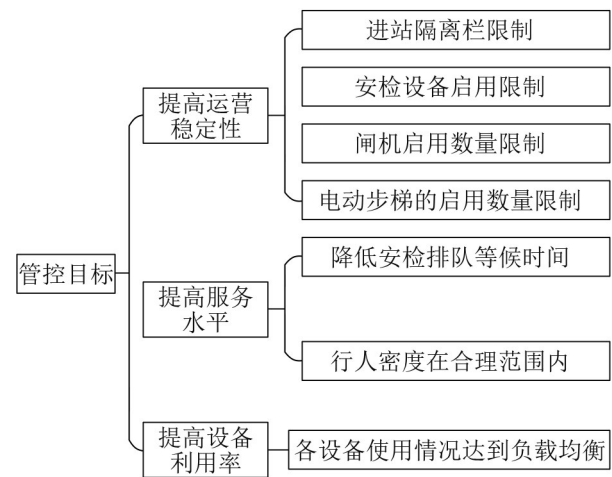 管控目标
提高运营
稳定性
进站隔离栏限制
安检设备启用限制
闸机启用数量限制
电动步梯的启用数量限制
提高服务
水平
降低安检排队等候时间
行人密度在合理范围内
提高设备
利用率
各设备使用情况达到负载均衡